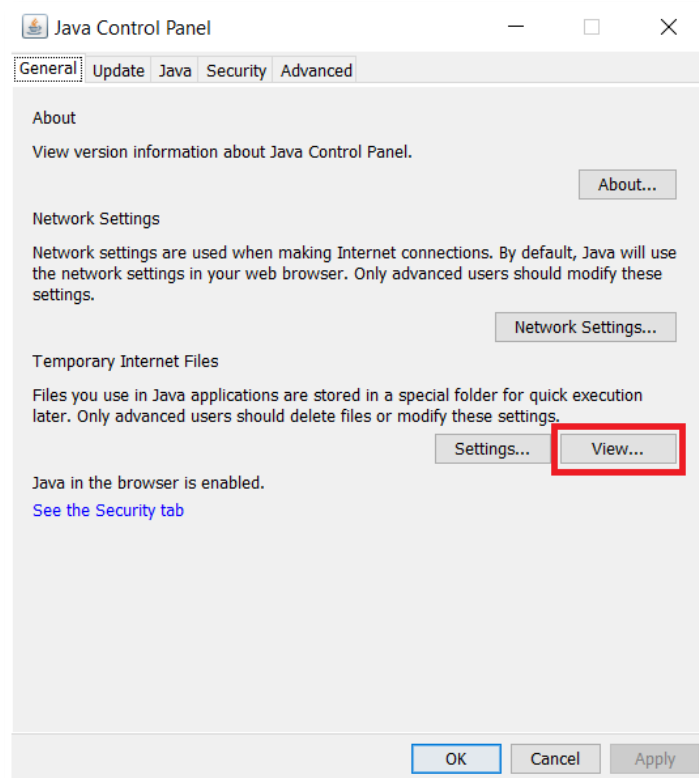 Java Control Panel
General Update Java Security Advanced
About
View version information about Java Control Panel.
About...
Network Settings
Network settings are used when making Internet connections. By default, Java will use
the network settings in your web browser. Only advanced users should modify these
settings.
Network Settings...
Temporary Internet Files
Files you use in Java applications are stored in a special folder for quick execution
later. Only advanced users should delete files or modify these settings.
Settings... View...
Java in the browser is enabled.
See the Security tab
OK Cancel Apply